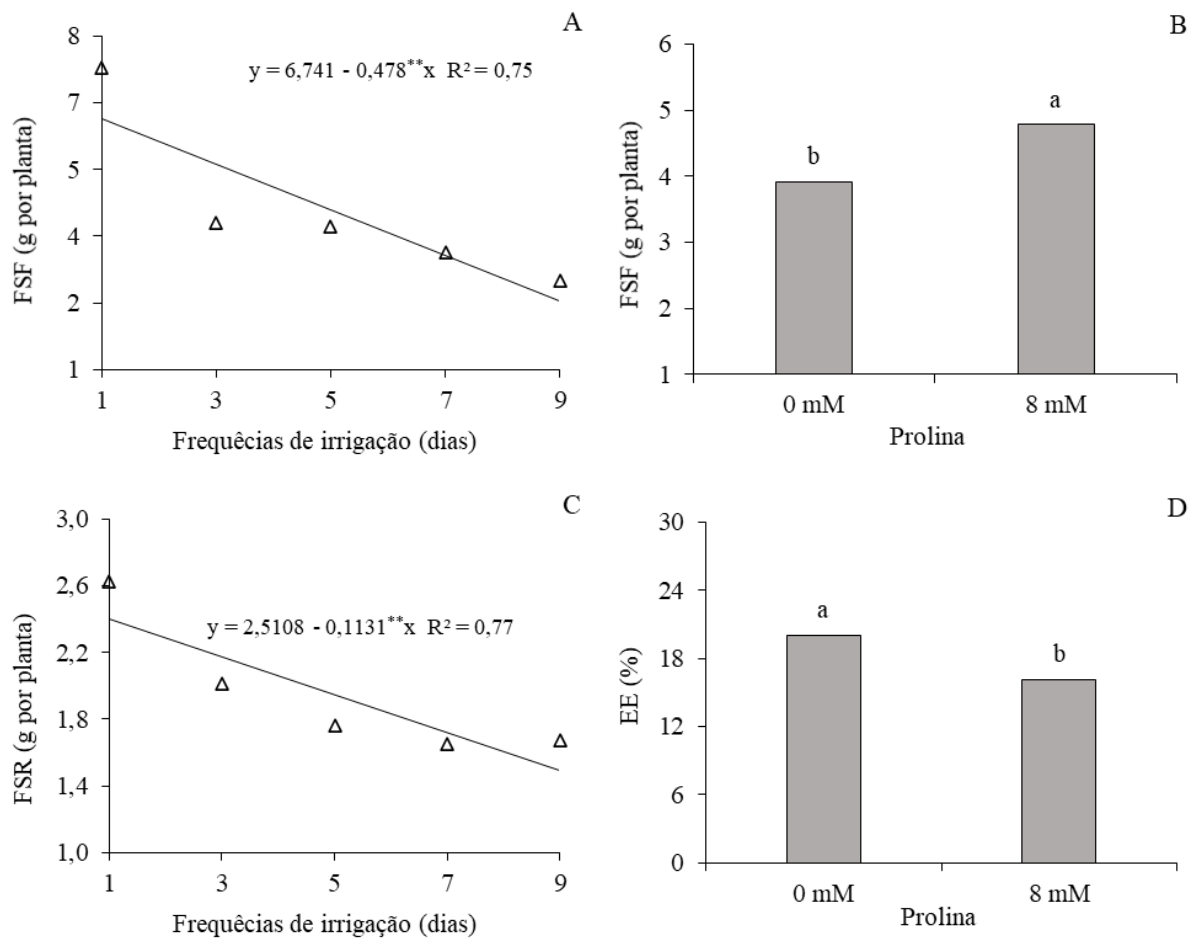 A
8
7
5
4
2
1
y = 6,741 - 0,478**x R² = 0,75
FSF (g por planta)
1 3 5 7 9
Frequêcias de irrigação (dias)
B
6
5
4
3
2
1
b
a
FSF (g por planta)
0 mM 8 mM
Prolina
C
3,0
2,6
2,2
1,8
1,4
1,0
y = 2,5108 - 0,1131**x R² = 0,77
FSR (g por planta)
1 3 5 7 9
Frequêcias de irrigação (dias)
D
30
24
18
12
6
0
a
b
EE (%)
0 mM 8 mM
Prolina